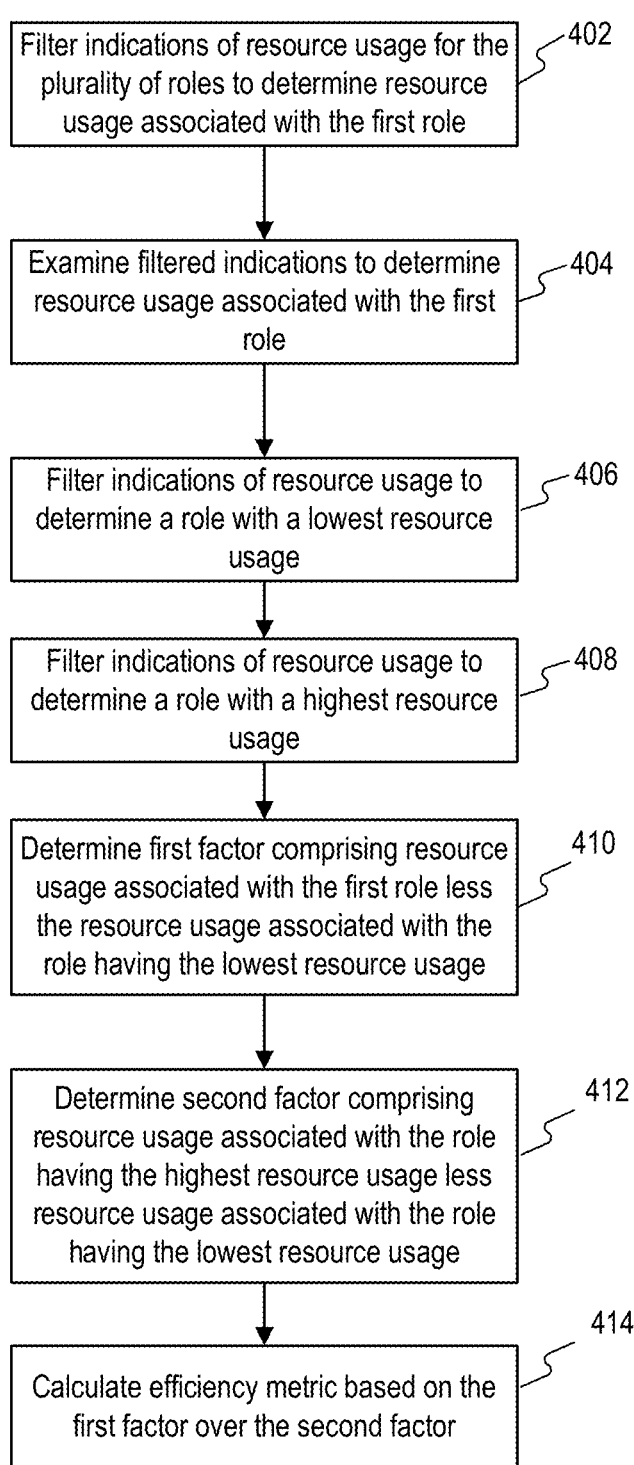 Filter indications of resource usage for the
plurality of roles to determine resource
usage associated with the first role
402
Examine filtered indications to determine
resource usage associated with the first
role
404
Filter indications of resource usage to
determine a role with a lowest resource
usage
406
Filter indications of resource usage to
determine a role with a highest resource
usage
408
Determine first factor comprising resource
usage associated with the first role less
the resource usage associated with the
role having the lowest resource usage
410
Determine second factor comprising
resource usage associated with the role
having the highest resource usage less
resource usage associated with the role
having the lowest resource usage
412
Calculate efficiency metric based on the
first factor over the second factor
414